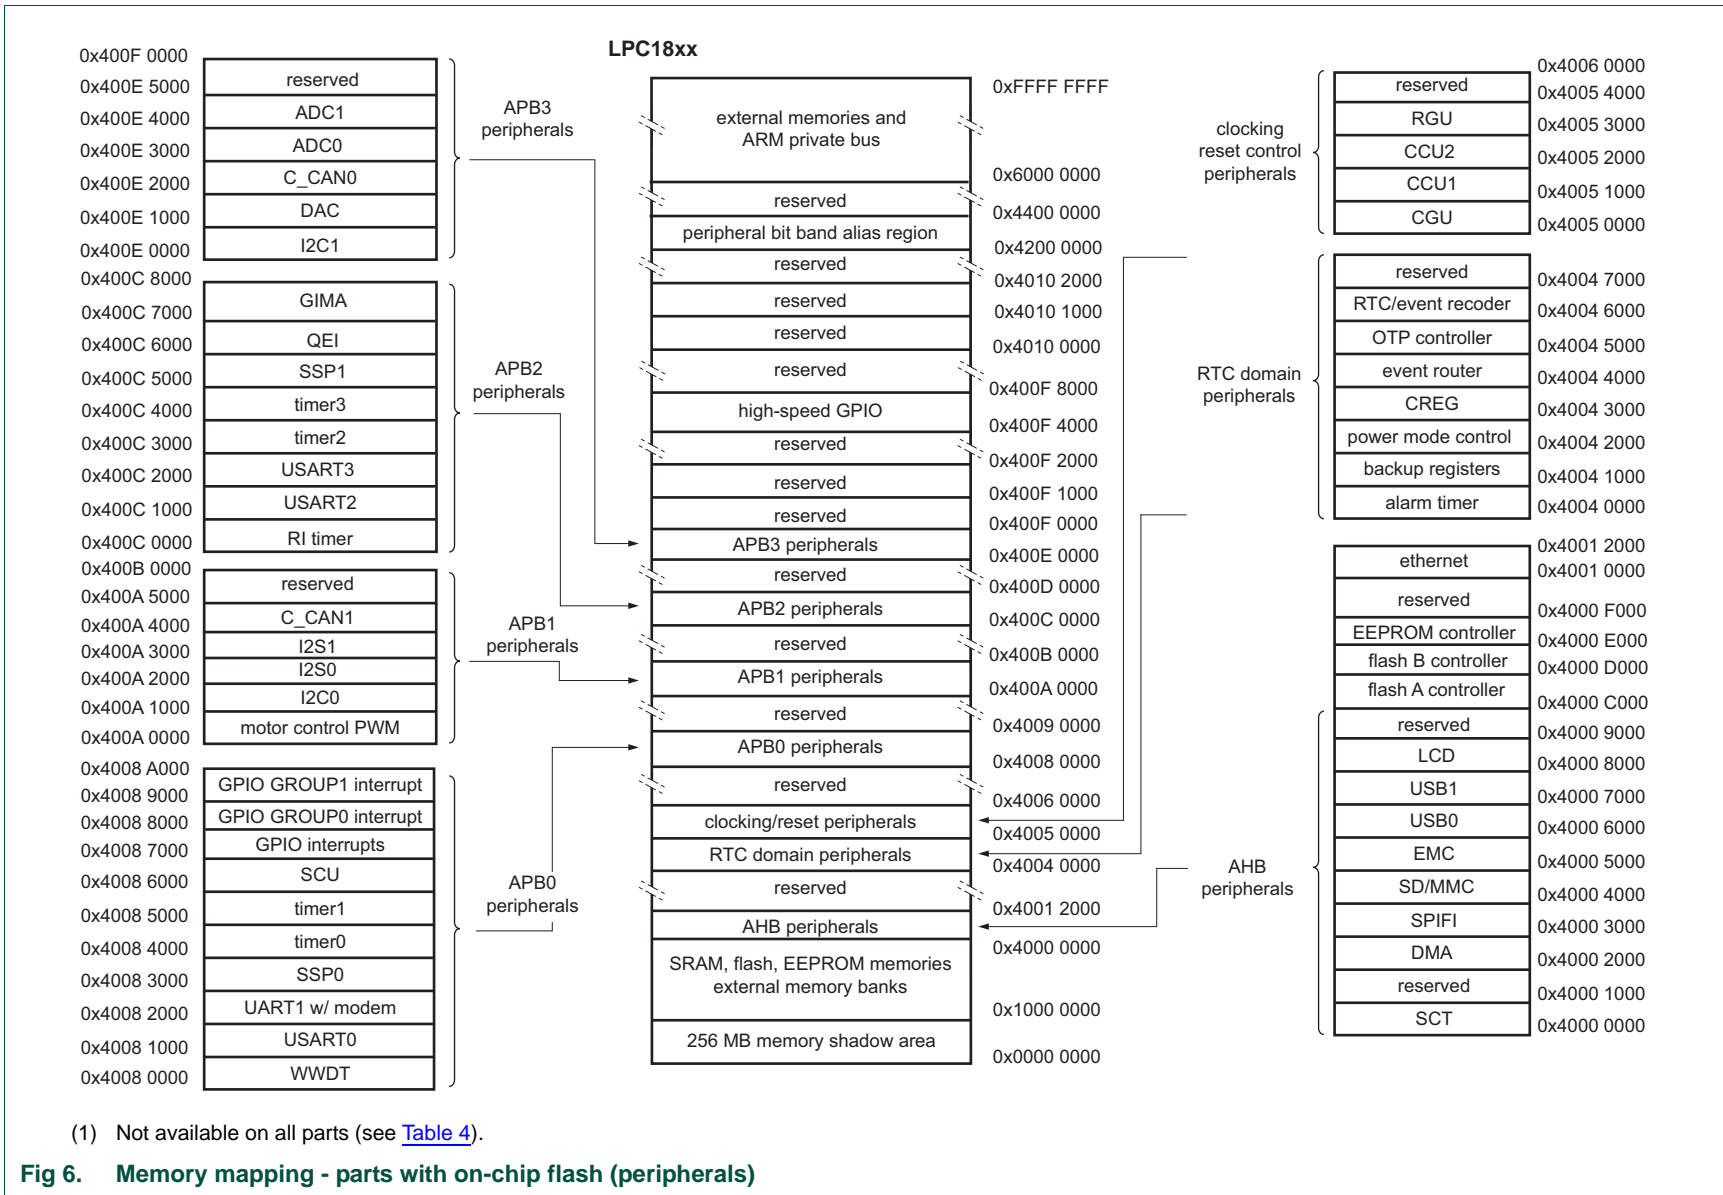 LPC18xx
0x400F 0000
reserved
0x400E 5000
ADC1
0x400E 4000
ADC0
0x400E 3000
C_CAN0
0x400E 2000
DAC
0x400E 1000
I2C1
0x400E 0000
APB3
peripherals
0x400C 8000
GIMA
0x400C 7000
QEI
0x400C 6000
SSP1
0x400C 5000
timer3
0x400C 4000
timer2
0x400C 3000
USART3
0x400C 2000
USART2
0x400C 1000
RI timer
0x400C 0000
APB2
peripherals
0x400B 0000
reserved
0x400A 5000
C_CAN1
0x400A 4000
I2S1
0x400A 3000
I2S0
0x400A 2000
I2C0
0x400A 1000
motor control PWM
0x400A 0000
APB1
peripherals
0x4008 A000
GPIO GROUP1 interrupt
0x4008 9000
GPIO GROUP0 interrupt
0x4008 8000
GPIO interrupts
0x4008 7000
SCU
0x4008 6000
timer1
0x4008 5000
timer0
0x4008 4000
SSP0
0x4008 3000
UART1 w/ modem
0x4008 2000
USART0
0x4008 1000
WWDT
0x4008 0000
APB0
peripherals
0xFFFF FFFF
external memories and
ARM private bus
0x6000 0000
reserved
0x4400 0000
peripheral bit band alias region
0x4200 0000
reserved
0x4010 2000
reserved
0x4010 1000
reserved
0x4010 0000
reserved
0x400F 8000
high-speed GPIO
0x400F 4000
reserved
0x400F 2000
reserved
0x400F 1000
reserved
0x400F 0000
APB3 peripherals
0x400E 0000
reserved
0x400D 0000
APB2 peripherals
0x400C 0000
reserved
0x400B 0000
APB1 peripherals
0x400A 0000
reserved
0x4009 0000
APB0 peripherals
0x4008 0000
reserved
0x4006 0000
clocking/reset peripherals
0x4005 0000
RTC domain peripherals
0x4004 0000
reserved
0x4001 2000
AHB peripherals
0x4000 0000
SRAM, flash, EEPROM memories
external memory banks
0x1000 0000
256 MB memory shadow area
0x0000 0000
clocking
reset control
peripherals
0x4006 0000
reserved
0x4005 4000
RGU
0x4005 3000
CCU2
0x4005 2000
CCU1
0x4005 1000
CGU
0x4005 0000
RTC domain
peripherals
reserved
0x4004 7000
RTC/event recoder
0x4004 6000
OTP controller
0x4004 5000
event router
0x4004 4000
CREG
0x4004 3000
power mode control
0x4004 2000
backup registers
0x4004 1000
alarm timer
0x4004 0000
0x4001 2000
ethernet
0x4001 0000
reserved
0x4000 F000
EEPROM controller
0x4000 E000
flash B controller
0x4000 D000
flash A controller
0x4000 C000
AHB
peripherals
reserved
0x4000 9000
LCD
0x4000 8000
USB1
0x4000 7000
USB0
0x4000 6000
EMC
0x4000 5000
SD/MMC
0x4000 4000
SPIFI
0x4000 3000
DMA
0x4000 2000
reserved
0x4000 1000
SCT
0x4000 0000
(1) Not available on all parts (see Table 4).
Fig 6. Memory mapping - parts with on-chip flash (peripherals)